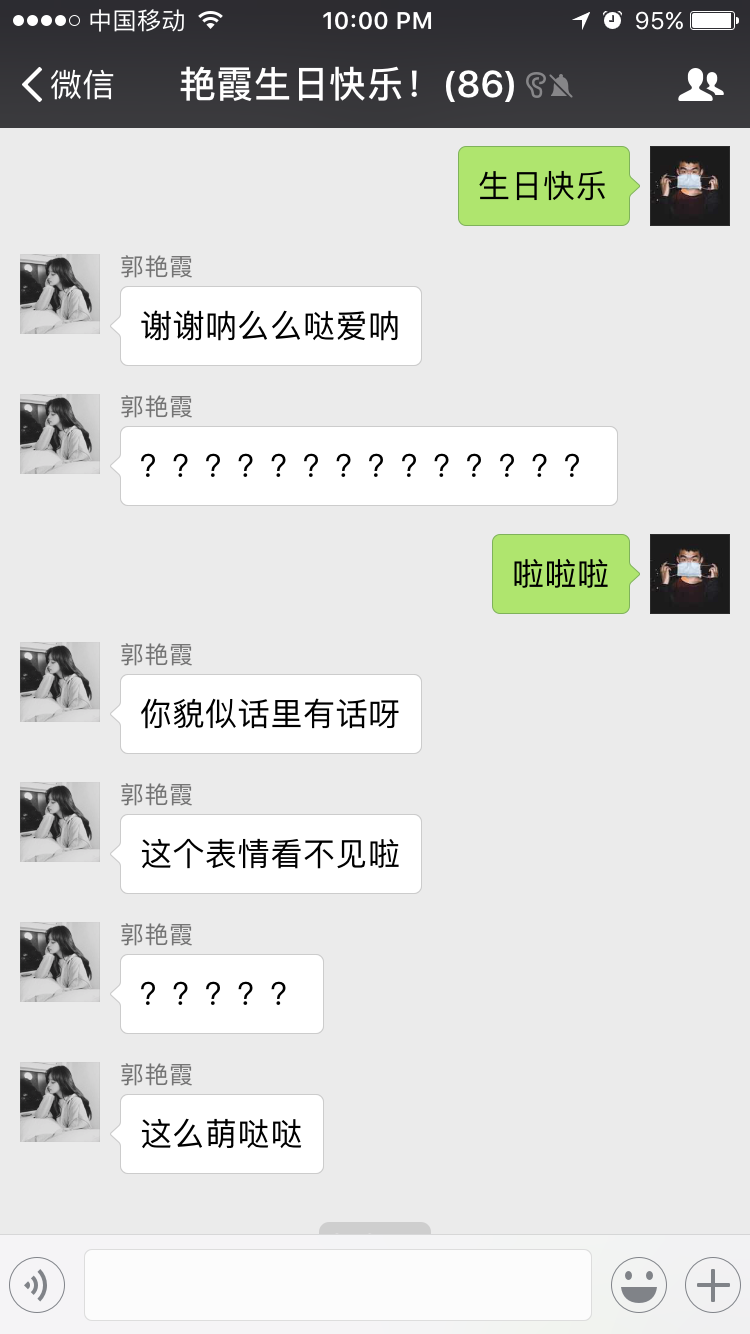 中国移动 10:00 PM 95%
微信 艳霞生日快乐！(86)
生日快乐
郭艳霞
谢谢呐么么哒爱呐
郭艳霞
？？？？？？？？？？？？？？
啦啦啦
郭艳霞
你貌似话里有话呀
郭艳霞
这个表情看不见啦
郭艳霞
？？？？？
郭艳霞
这么萌哒哒